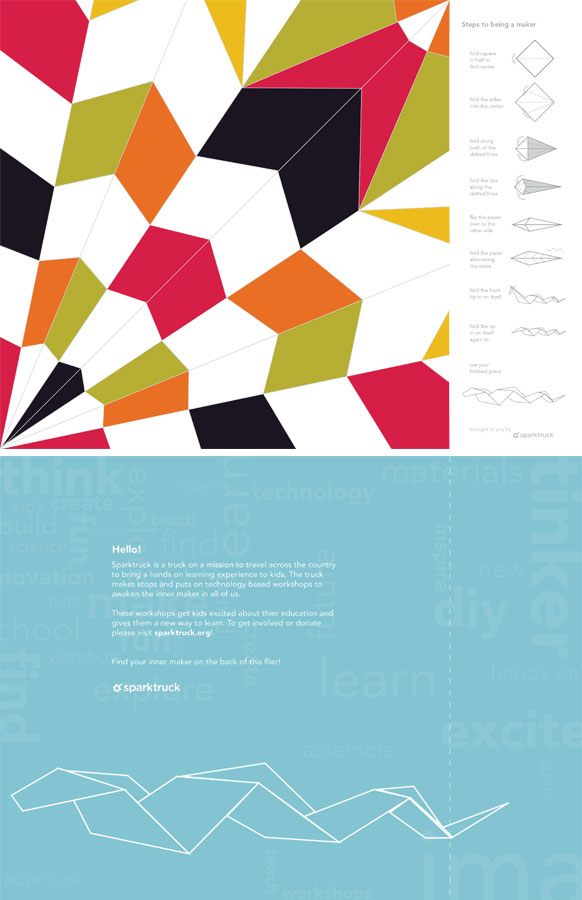 Steps to being a maker
fold square
in half to
find center
fold the sides
into the center
fold along
both of the
dotted lines
fold the tips
along the
dotted lines
flip the paper
over to the
other side
fold the paper
alternating
like stairs
fold the front
tip in on itself
fold the tip
in on itself
again to
see your
finished piece
brought to you by
sparktruck
think
kids create
build
science
fun
smiles
explore
spark
teach
find
learn
technology
materials
tinker
inspire
new
diy
innovation
math
school
find
vibrobot
fun
create
future
explore
learn
hands on
excite
assemble
spark
adventure
teach
workshops
Hello!
Sparktruck is a truck on a mission to travel across the country
to bring a hands on learning experience to kids. The truck
makes stops and puts on technology based workshops to
awaken the inner maker in all of us.
These workshops get kids excited about thier education and
gives them a new way to learn. To get involved or donate
please visit sparktruck.org!
Find your inner maker on the back of this flier!
sparktruck